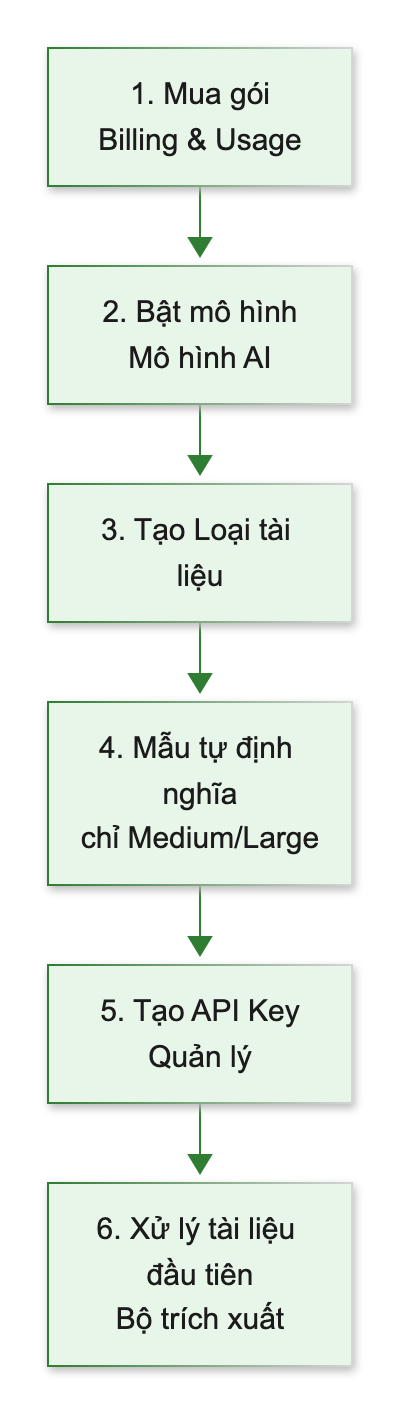 1. Mua gói
Billing & Usage
2. Bật mô hình
Mô hình AI
3. Tạo Loại tài
liệu
4. Mẫu tự định
nghĩa
chỉ Medium/Large
5. Tạo API Key
Quản lý
6. Xử lý tài liệu
đầu tiên
Bộ trích xuất